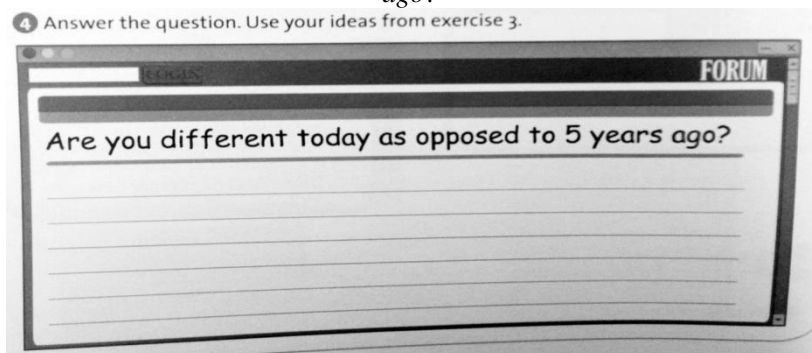 ago?
4 Answer the question. Use your ideas from exercise 3.
LOGIN
FORUM
Are you different today as opposed to 5 years ago?